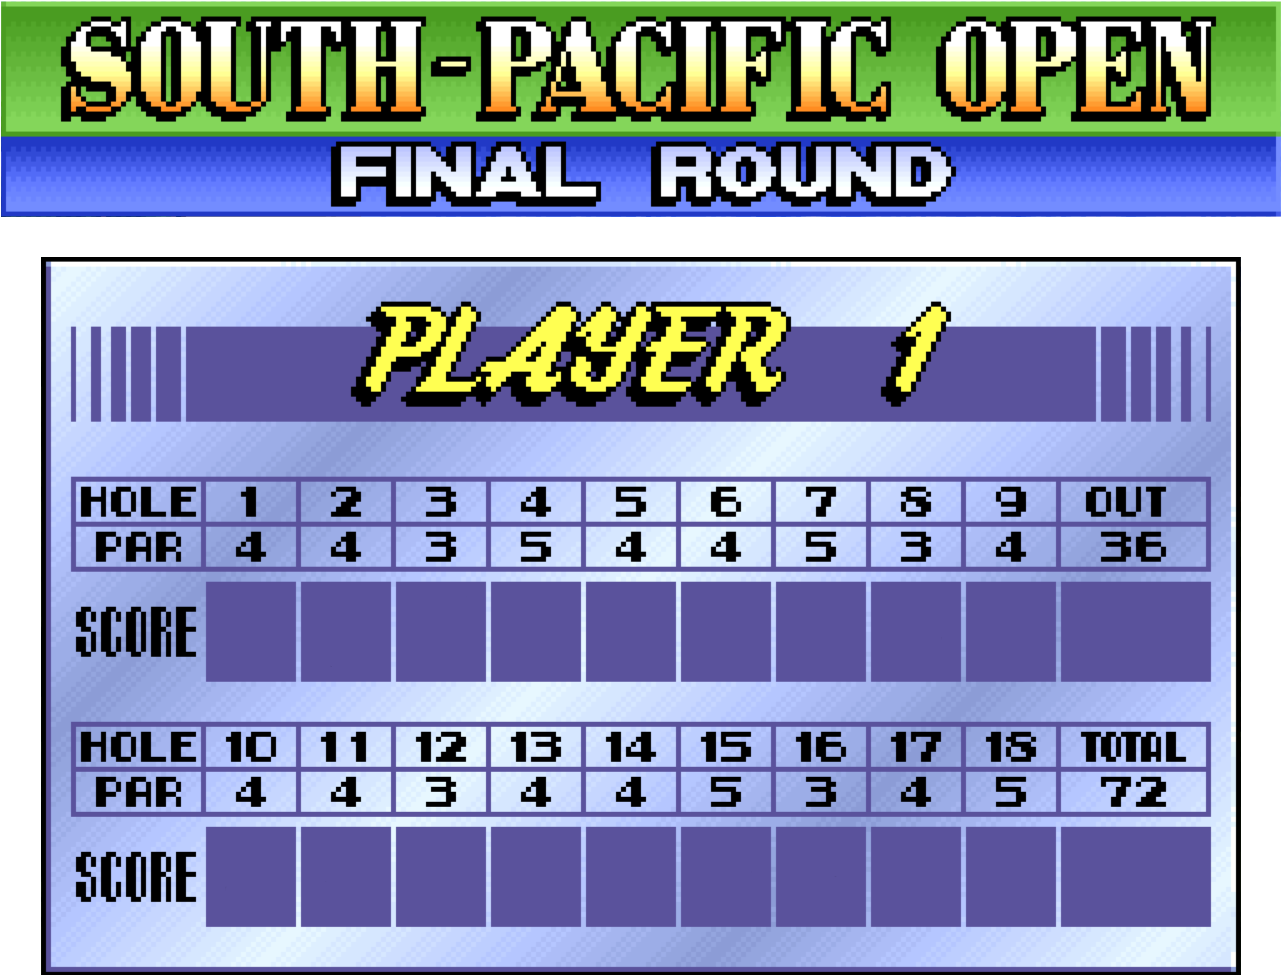 SOUTH-PACIFIC OPEN
FINAL ROUND
PLAYER 1
HOLE 1 2 3 4 5 6 7 8 9 OUT
PAR 4 4 3 5 4 4 5 3 4 36
SCORE
HOLE 10 11 12 13 14 15 16 17 18 TOTAL
PAR 4 4 3 4 4 5 3 4 5 72
SCORE